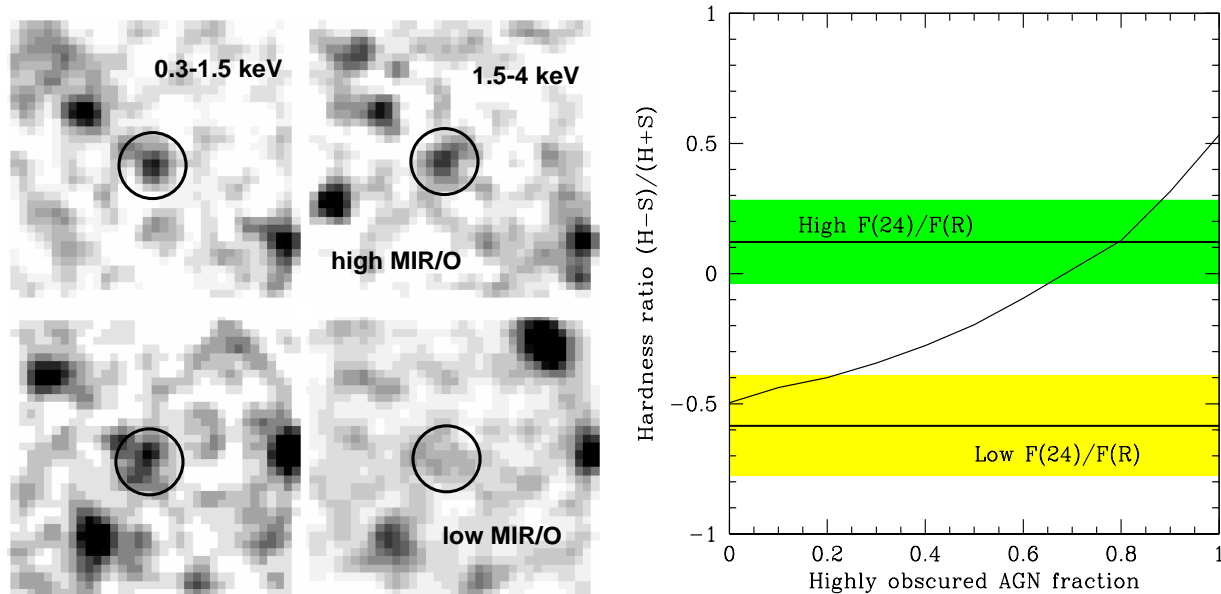 0.3-1.5 keV
1.5-4 keV
high MIR/O
low MIR/O
Hardness ratio (H−S)/(H+S)
1
0.5
0
−0.5
−1
High F(24)/F(R)
Low F(24)/F(R)
0 0.2 0.4 0.6 0.8 1
Highly obscured AGN fraction